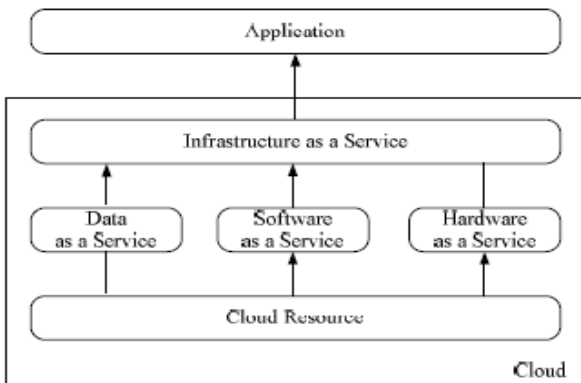 Application
Infrastructure as a Service
Data
as a Service
Software
as a Service
Hardware
as a Service
Cloud Resource
Cloud